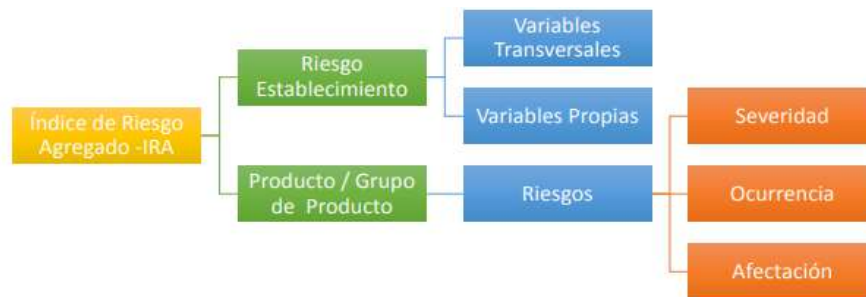 Índice de Riesgo
Agregado -IRA
Riesgo
Establecimiento
Producto / Grupo
de Producto
Variables
Transversales
Variables Propias
Riesgos
Severidad
Ocurrencia
Afectación